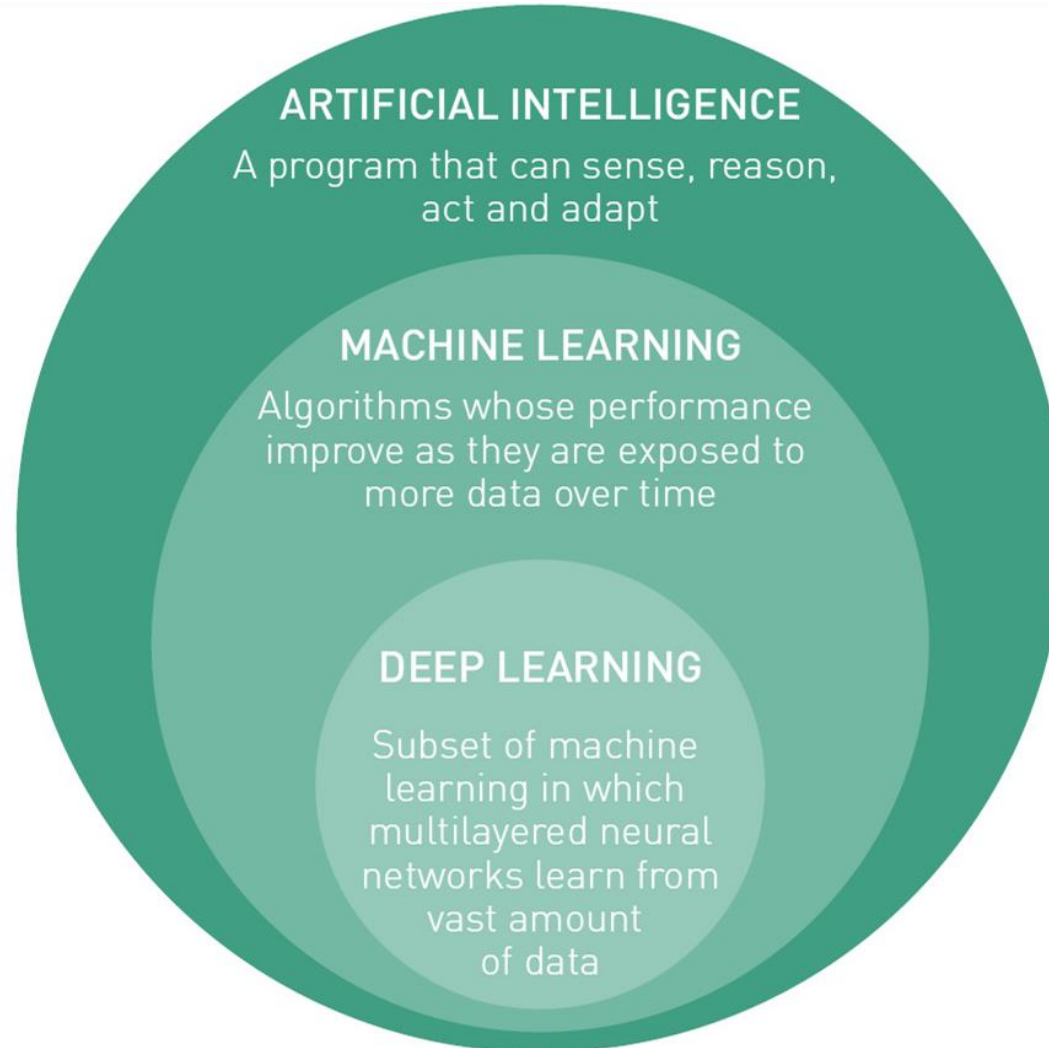 ARTIFICIAL INTELLIGENCE
A program that can sense, reason,
act and adapt
MACHINE LEARNING
Algorithms whose performance
improve as they are exposed to
more data over time
DEEP LEARNING
Subset of machine
learning in which
multilayered neural
networks learn from
vast amount
of data